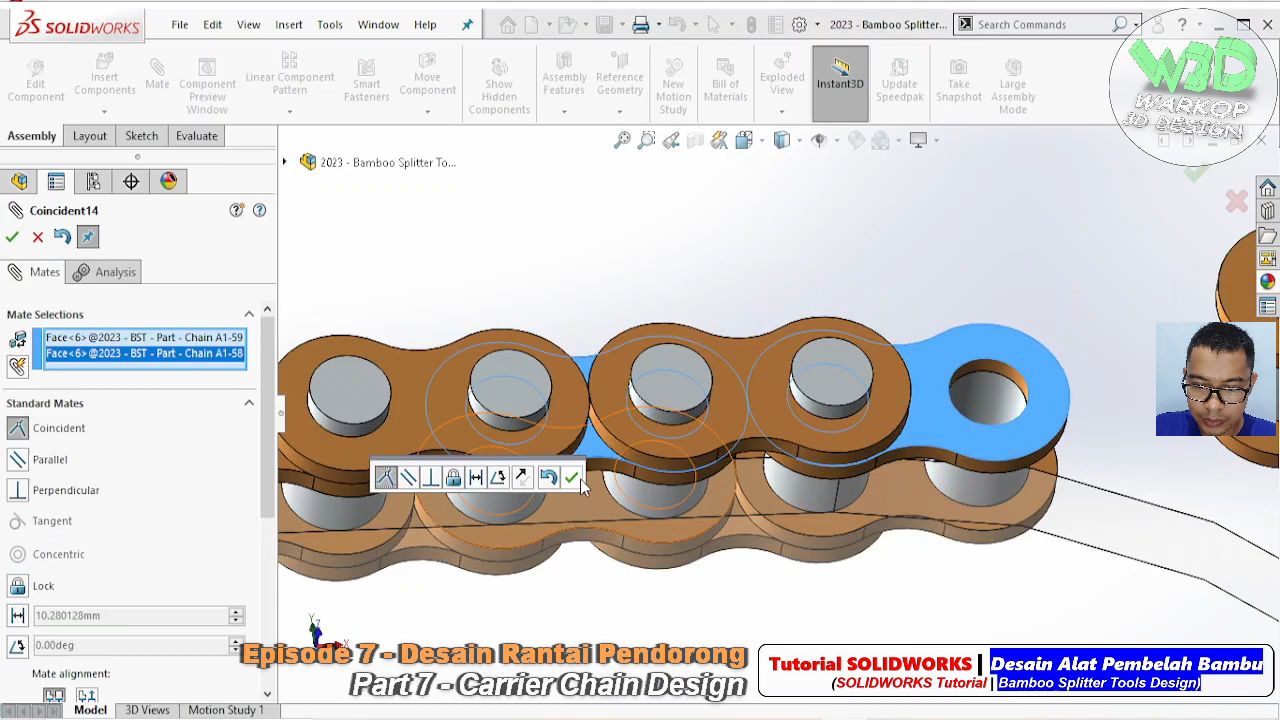 SOLIDWORKS
File
Edit
View
Insert
Tools
Window
Help
2023 - Bamboo Splitter...
Search Commands
Edit Component
Insert Components
Mate
Component Preview Window
Linear Component Pattern
Smart Fasteners
Move Component
Show Hidden Components
Assembly Features
Reference Geometry
New Motion Study
Bill of Materials
Exploded View
Instant3D
Update Speedpak
Take Snapshot
Large Assembly Mode
W3D
WARKOP
3D DESIGN
Assembly
Layout
Sketch
Evaluate
2023 - Bamboo Splitter To...
Coincident14
Mates
Analysis
Mate Selections
Face<6> @2023 - BST - Part - Chain A1-59
Face<6> @2023 - BST - Part - Chain A1-58
Standard Mates
Coincident
Parallel
Perpendicular
Tangent
Concentric
Lock
10.280128mm
0.00deg
Mate alignment:
Y
Z
X
Episode 7 - Desain Rantai Pendorong
Part 7 - Carrier Chain Design
Tutorial SOLIDWORKS | Desain Alat Pembelah Bambu
(SOLIDWORKS Tutorial | Bamboo Splitter Tools Design)
Model
3D Views
Motion Study 1